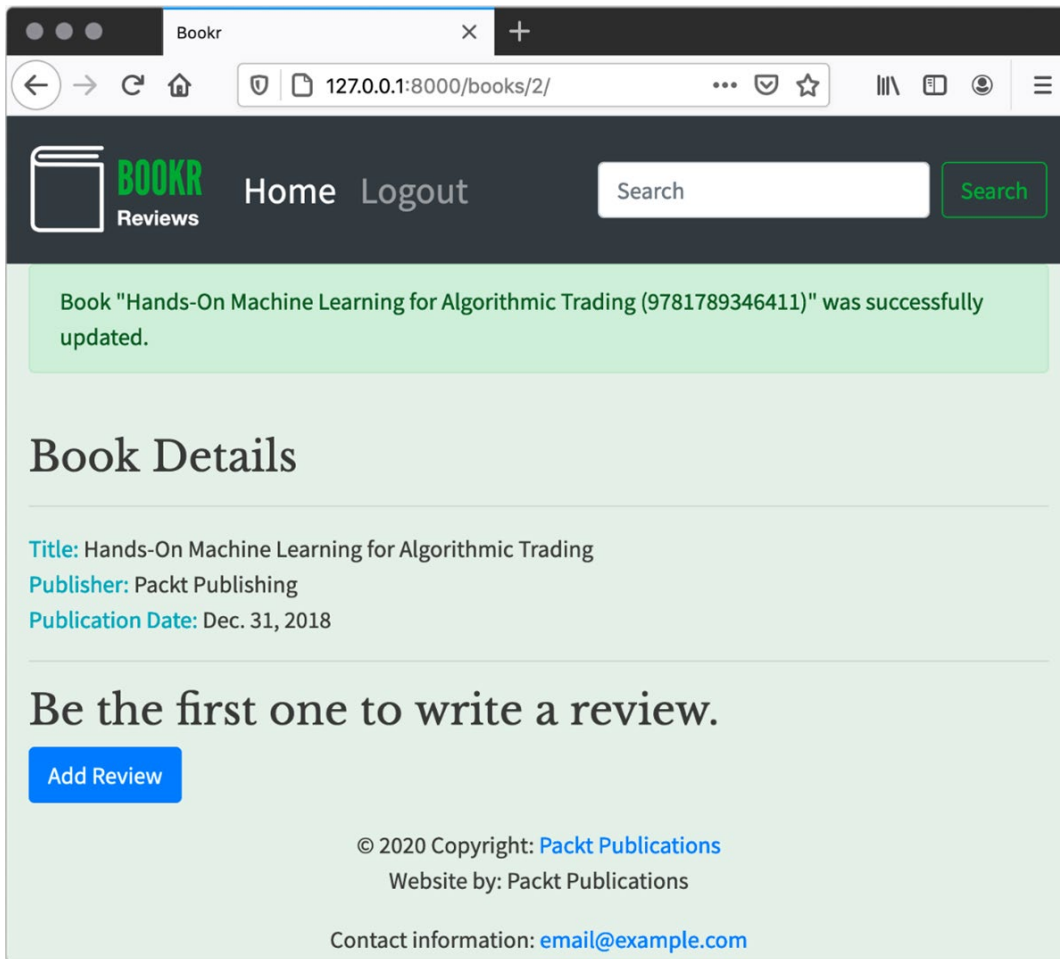 Bookr
127.0.0.1:8000/books/2/
BOOKR
Reviews
Home Logout
Search
Search
Book "Hands-On Machine Learning for Algorithmic Trading (9781789346411)" was successfully
updated.
Book Details
Title: Hands-On Machine Learning for Algorithmic Trading
Publisher: Packt Publishing
Publication Date: Dec. 31, 2018
Be the first one to write a review.
Add Review
© 2020 Copyright: Packt Publications
Website by: Packt Publications
Contact information: email@example.com